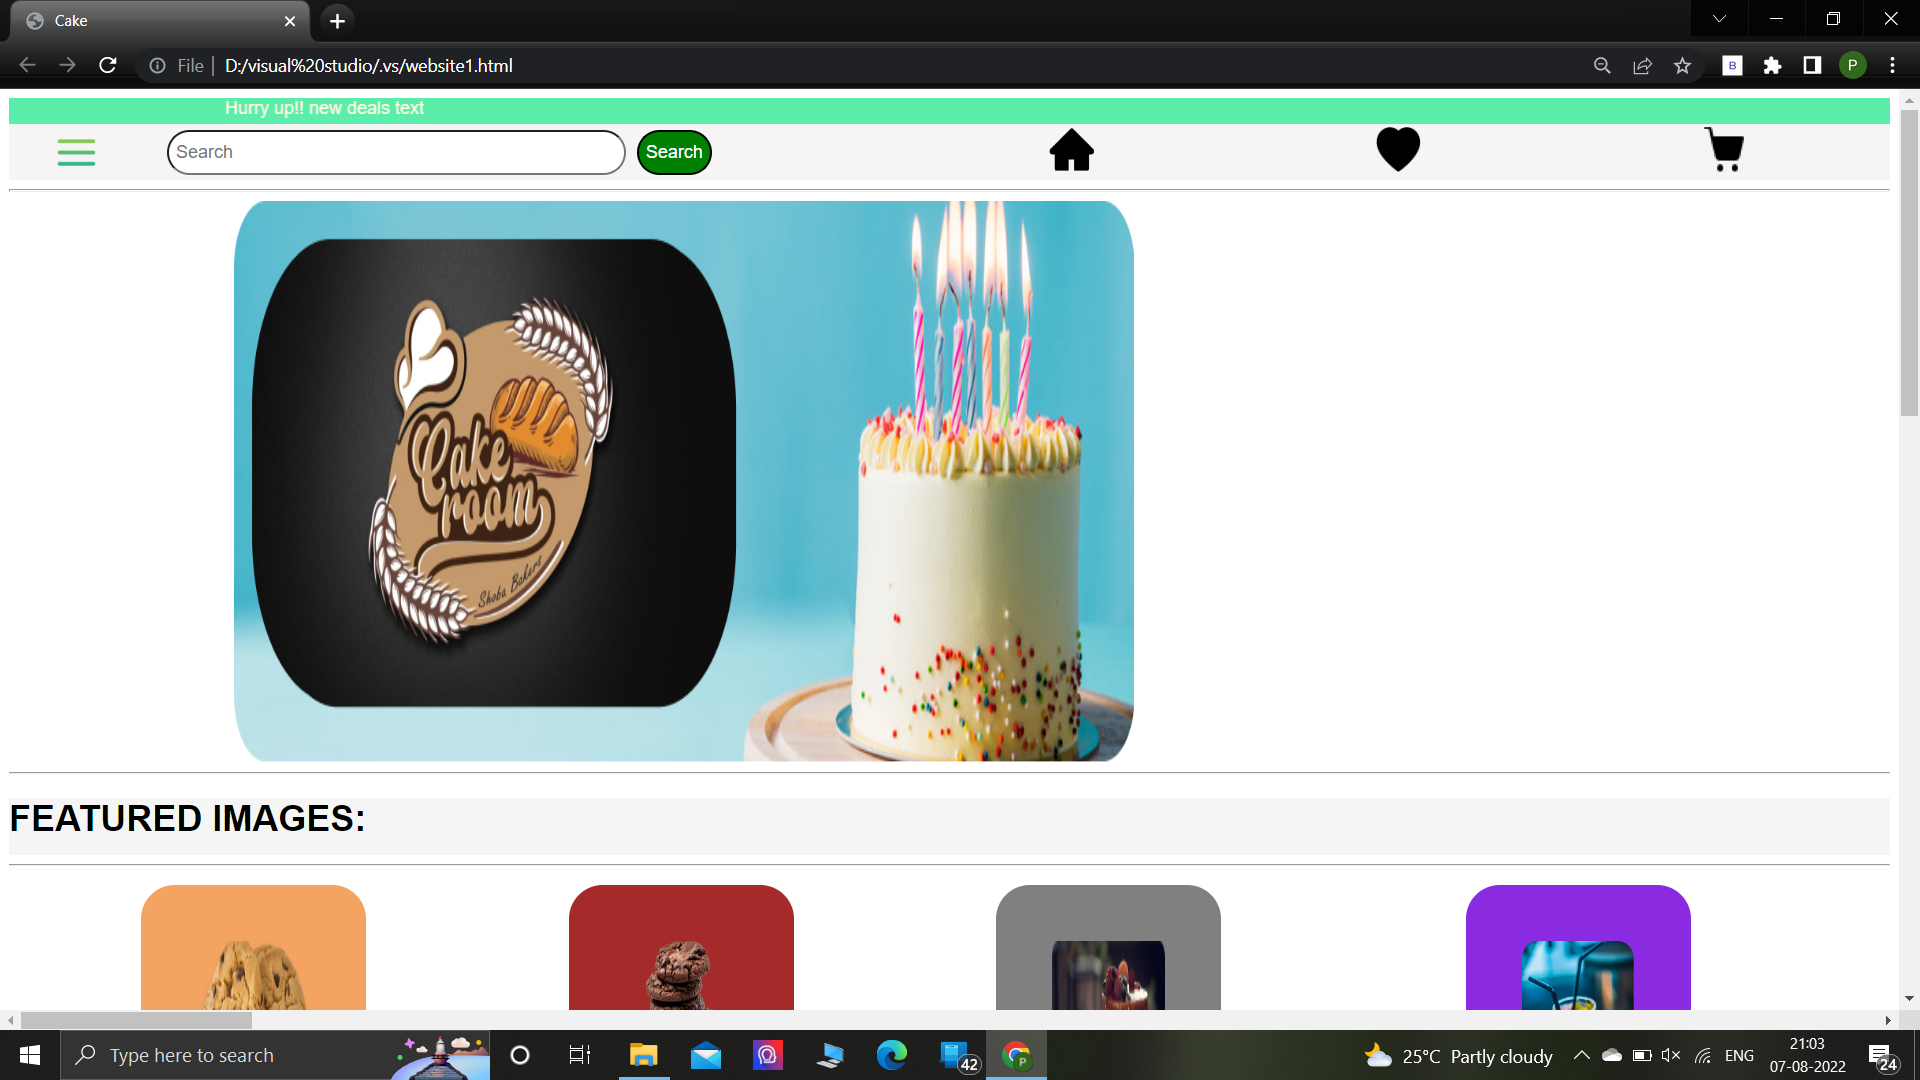 Cake
File
D:/visual%20studio/.vs/website1.html
B
P
Hurry up!! new deals text
Search
Search
Cake
room
Shoba Bakers
FEATURED IMAGES:
Type here to search
42
P
25°C Partly cloudy
ENG
21:03
07-08-2022
24